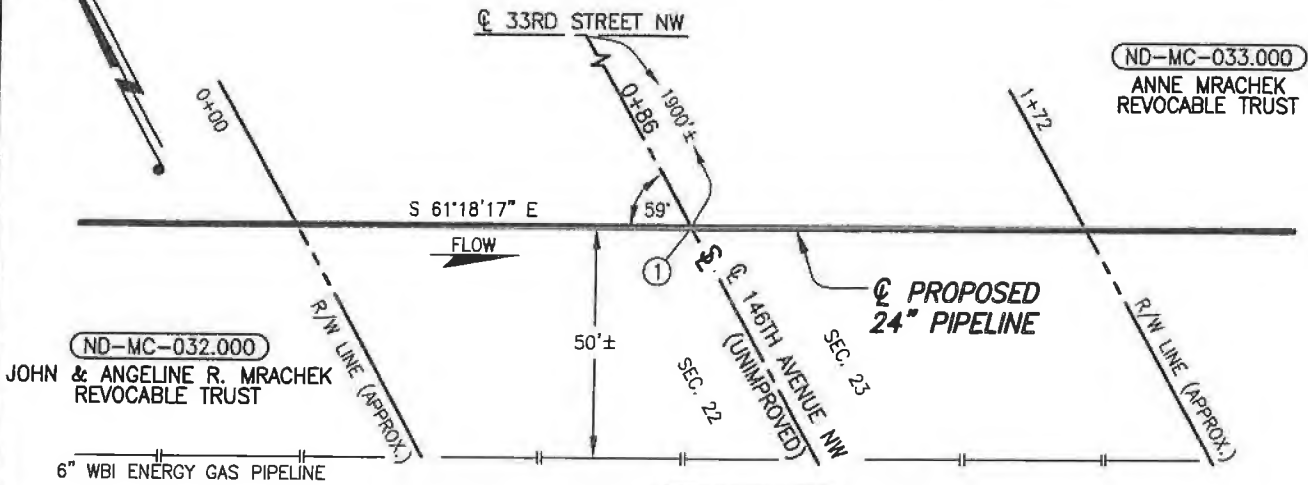 ℄ 33RD STREET NW
ND-MC-033.000
ANNE MRACHEK
REVOCABLE TRUST
0+00
0+86
1900'±
1+72
S 61°18'17" E
59°
FLOW
1
℄ PROPOSED
24" PIPELINE
50'±
S. ℄ 146TH AVENUE NW
(UNIMPROVED)
SEC. 22
SEC. 23
R/W LINE (APPROX.)
R/W LINE (APPROX.)
ND-MC-032.000
JOHN & ANGELINE R. MRACHEK
REVOCABLE TRUST
6" WBI ENERGY GAS PIPELINE